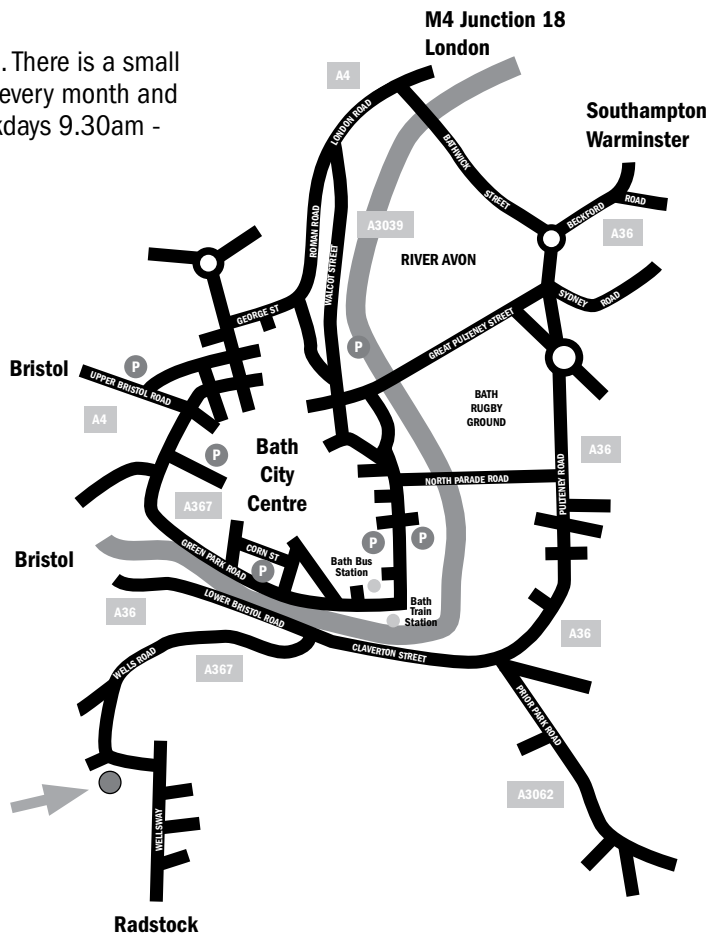 M4 Junction 18
London
. There is a small
every month and
kdays 9.30am -
A4
Southampton
Warminster
LONDON ROAD
BATHWICK
STREET
BECKFORD
ROAD
A36
ROMAN ROAD
WALCOT STREET
A3039
RIVER AVON
SYDNEY
ROAD
GEORGE ST
GREAT PULTENEY STREET
P
P
Bristol
UPPER BRISTOL ROAD
A4
BATH
RUGBY
GROUND
Bath
City
Centre
P
A36
NORTH PARADE ROAD
PULTENEY ROAD
A367
Bristol
GREEN PARK ROAD
CORN ST
P
P
P
Bath Bus
Station
Bath
Train
Station
A36
LOWER BRISTOL ROAD
CLAVERTON STREET
A36
WELLS ROAD
A367
PRIOR PARK ROAD
A3062
WELLSWAY
Radstock